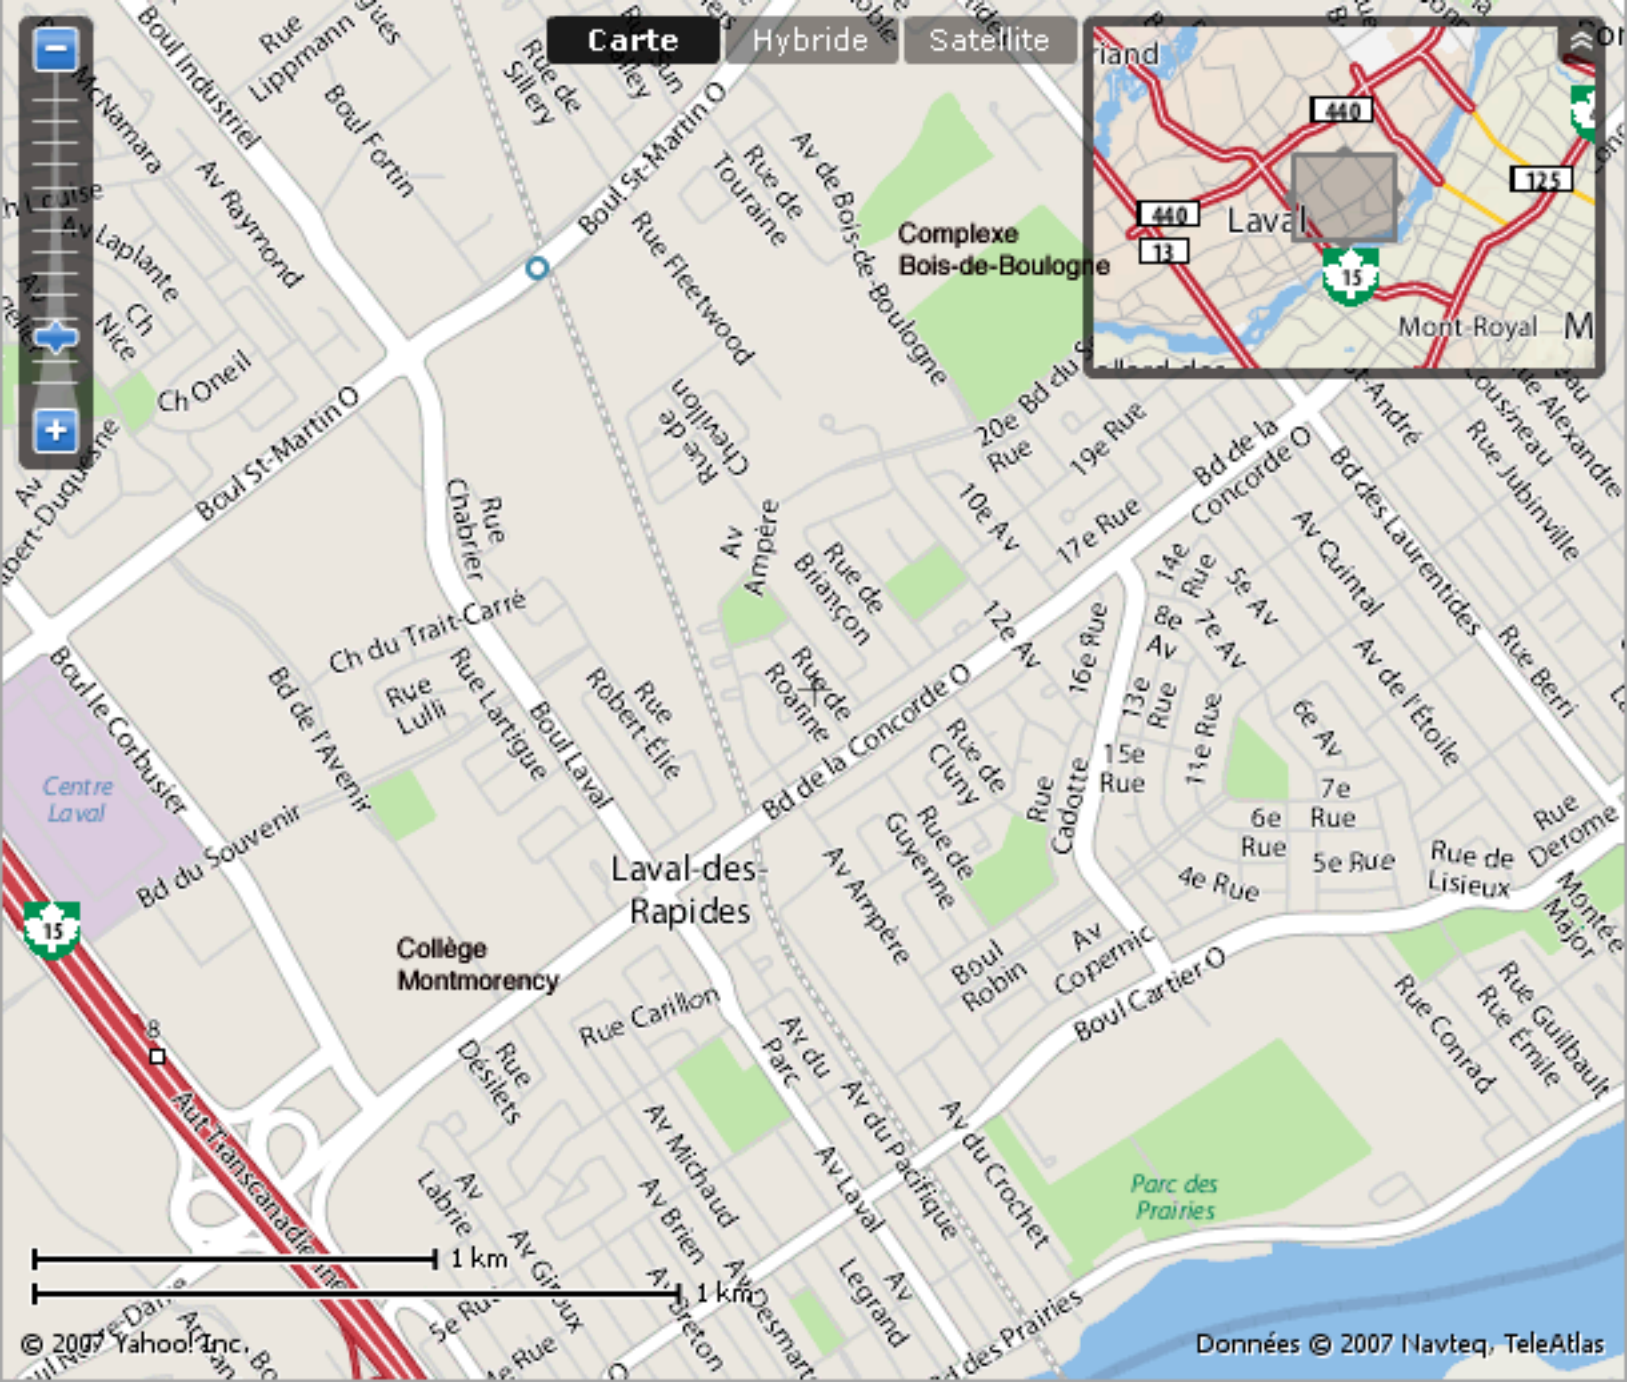 Carte
Hybride
Satellite
Boul Industriel
Rue
Lippmann
Boul Fortin
McNamara
Av Raymond
Av Laplante
Ch
Nice
Ch Oneil
Boul St-Martin O
Boul St-Martin O
Rue de
Sillery
Rue de
Touraine
Av de Bois-de-Boulogne
Rue Fleetwood
Complexe
Bois-de-Boulogne
riand
440
440
13
Laval
15
125
Mont-Royal
M
Rue de
Chevillon
20e
Rue
19e Rue
Bd de la
Concorde O
17e Rue
10e Av
Rue Alexandre
Cousineau
Rue Jubinville
Bd des Laurentides
Av Quintal
Rue Berri
Av de l'Étoile
Rue
Chabrier
Av
Ampère
Rue de
Briançon
12e Av
16e Rue
14e
Rue
5e Av
8e
Av
7e Av
13e
Rue
11e Rue
6e Av
15e
Rue
7e
Rue
6e
Rue
5e Rue
4e Rue
Rue de
Lisieux
Rue
Derome
Montée
Major
Ch du Trait-Carré
Rue
Lulli
Rue Lartigue
Boul Laval
Rue
Robert-Élie
Rue de
Roanne
Bd de la Concorde O
Rue de
Cluny
Rue
Cadotte
Rue de
Guyenne
Av Ampère
Boul
Robin
Av
Copernic
Boul Cartier O
Boul le Corbusier
Bd de l'Avenir
Centre
Laval
Bd du Souvenir
15
Laval-des-
Rapides
Collège
Montmorency
8
Aut Transcanadienne
Rue Carillon
Rue
Désilets
Av du
Parc
Av du Pacifique
Av du Crochet
Av Michaud
Av Laval
Av
Labrie
Av Brien
Av Giroux
Av
Legrand
Rue Conrad
Rue Émile
Rue Guilbault
Parc des
Prairies
1 km
1 km
© 2007 Yahoo! Inc.
Données © 2007 Navteq, TeleAtlas